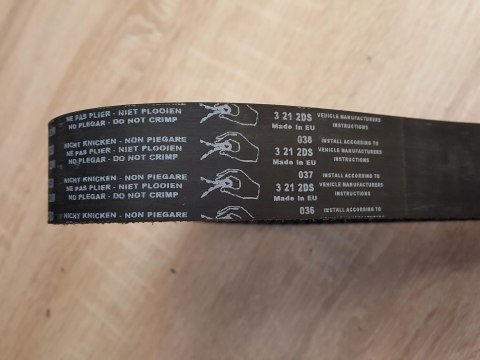 NE PAS PLIER - NIET PLOOIEN
NO PLEGAR - DO NOT CRIMP
3 21 2DS
Made in EU
VEHICLE MANUFACTURERS
INSTRUCTIONS
038
INSTALL ACCORDING TO
NICHT KNICKEN - NON PIEGARE
NE PAS PLIER - NIET PLOOIEN
NO PLEGAR - DO NOT CRIMP
3 21 2DS
Made in EU
VEHICLE MANUFACTURERS
INSTRUCTIONS
037
INSTALL ACCORDING TO
NICHT KNICKEN - NON PIEGARE
NE PAS PLIER - NIET PLOOIEN
NO PLEGAR - DO NOT CRIMP
3 21 2DS
Made in EU
VEHICLE MANUFACTURERS
INSTRUCTIONS
036
INSTALL ACCORDING TO
NICHT KNICKEN - NON PIEGARE